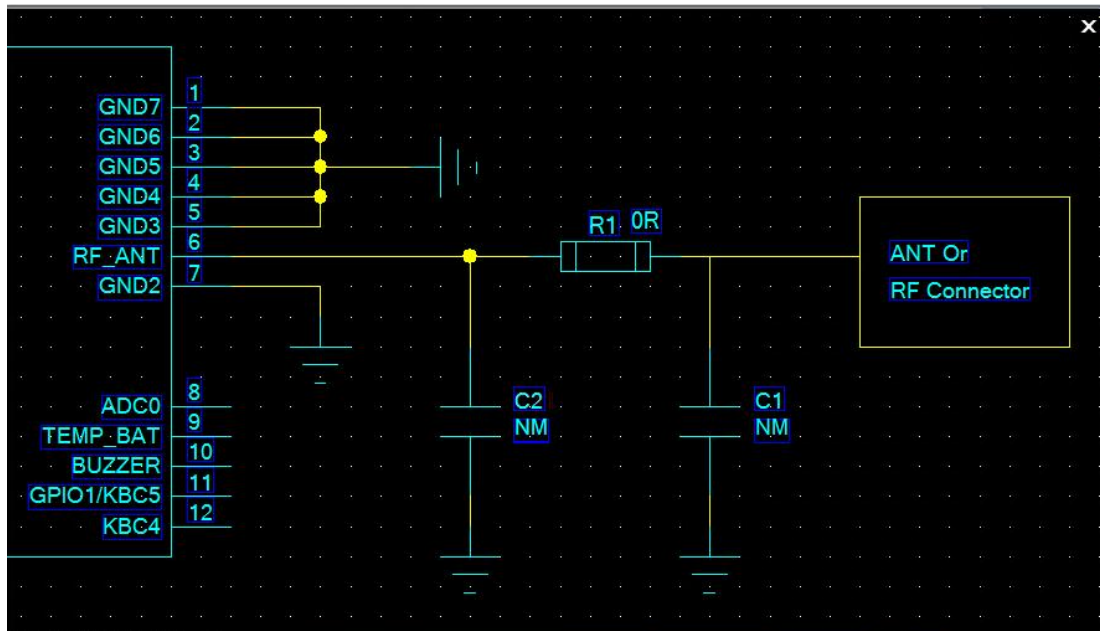 X
GND7 1
GND6 2
GND5 3
GND4 4
GND3 5
RF_ANT 6
GND2 7
ADC0 8
TEMP_BAT 9
BUZZER 10
GPIO1/KBC5 11
KBC4 12
R1 0R
ANT Or
RF Connector
C2
NM
C1
NM